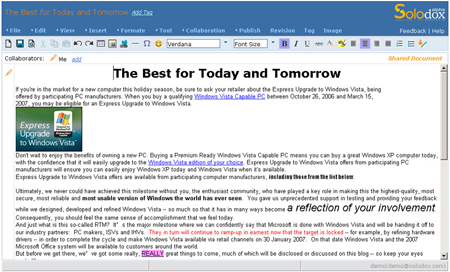 The Best for Today and Tomorrow Add Tag
Solodox alpha
File Edit View Insert Formate Tool Collaboration Publish Revision Tag Image Feedback | Help
Verdana Font Size
Collaborators: Me add Shared Document
The Best for Today and Tomorrow
If you're in the market for a new computer this holiday season, be sure to ask your retailer about the Express Upgrade to Windows Vista, being
offered by participating PC manufacturers. When you buy a qualifying Windows Vista Capable PC between October 26, 2006 and March 15,
2007, you may be eligible for an Express Upgrade to Windows Vista.
Express
Upgrade
to Windows Vista
Don't wait to enjoy the benefits of owning a new PC. Buying a Premium Ready Windows Vista Capable PC means you can buy a great Windows XP computer today,
with the confidence that it will easily upgrade to the Windows Vista edition of your choice. Express Upgrade to Windows Vista offers from participating PC
manufacturers will ensure you can easily enjoy Windows XP today and Windows Vista when it's available.
Express Upgrade to Windows Vista offers are available from participating computer manufacturers, including those from the list below:
Ultimately, we never could have achieved this milestone without you, the enthusiast community, who have played a key role in making this the highest-quality, most
secure, most reliable and most usable version of Windows the world has ever seen. You gave us unprecedented support in testing and providing your feedback
while we designed, developed and refined Windows Vista -- so much so that it has in many ways become a reflection of your involvement
Consequently, you should feel the same sense of accomplishment that we feel today.
And just what is this so-called RTM? It' s the major milestone where we can confidently say that Microsoft is done with Windows Vista and will be handing it off to
our industry partners: PC makers, ISVs and IHVs. They in turn will continue to ramp-up in earnest now that the target is locked -- for example, by refining hardware
drivers -- in order to complete the cycle and make Windows Vista available via retail channels on 30 January 2007. On that date Windows Vista and the 2007
Microsoft Office system will be available to customers around the world.
But before we get there, we' ve got some really, REALLY great things to come, much of which will be disclosed or discussed on this blog -- so keep your eyes
demo(demo@solodox.com)